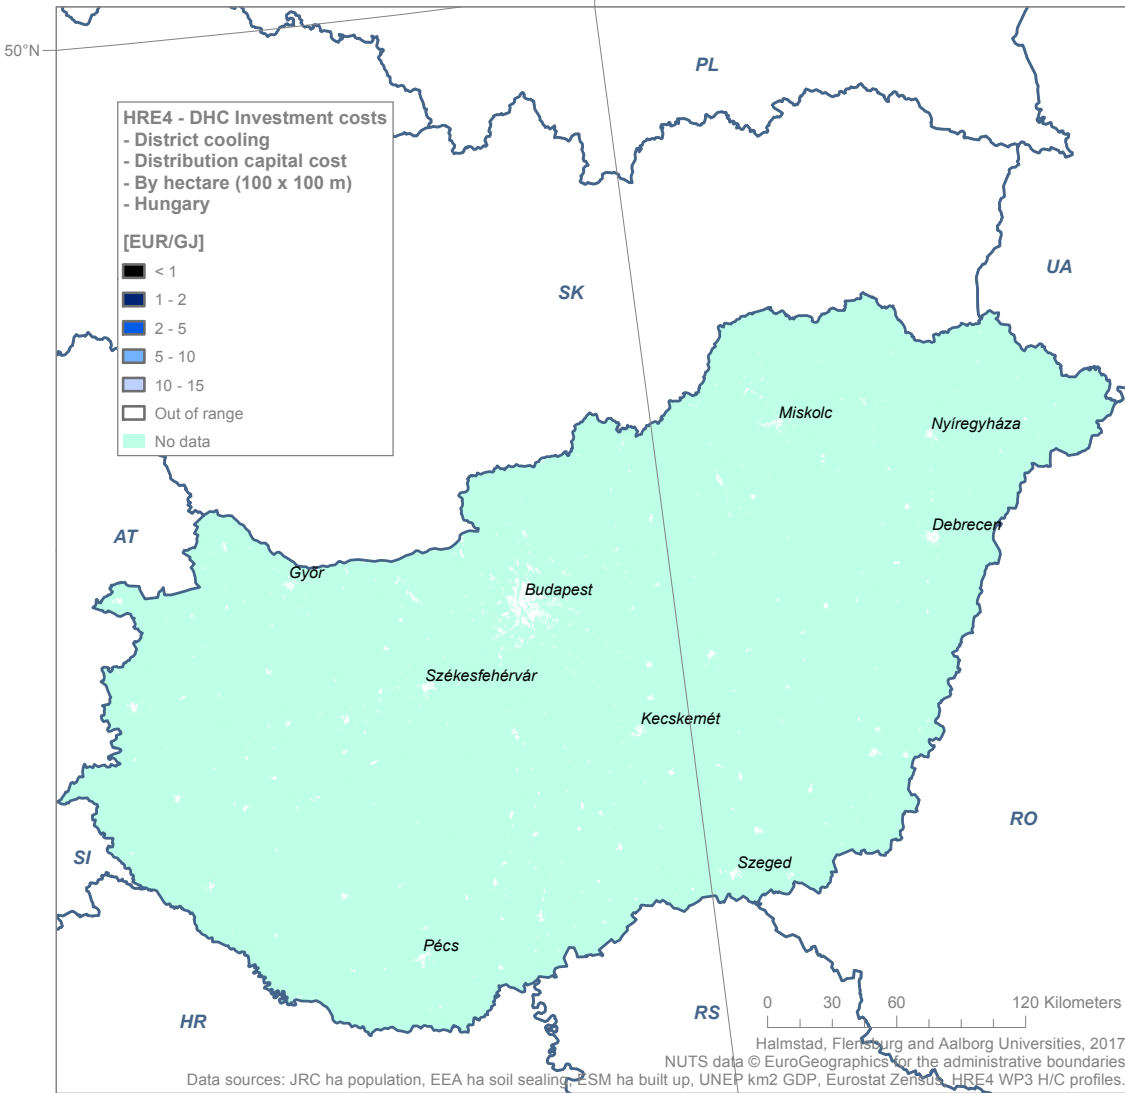 50°N
PL
HRE4 - DHC Investment costs
- District cooling
- Distribution capital cost
- By hectare (100 x 100 m)
- Hungary
[EUR/GJ]
< 1
1 - 2
2 - 5
5 - 10
10 - 15
Out of range
No data
UA
SK
Miskolc
Nyíregyháza
Debrecen
AT
Győr
Budapest
Székesfehérvár
Kecskemét
RO
SI
Szeged
Pécs
HR
RS
0 30 60 120 Kilometers
Halmstad, Flensburg and Aalborg Universities, 2017
NUTS data © EuroGeographics for the administrative boundaries
Data sources: JRC ha population, EEA ha soil sealing, ESM ha built up, UNEP km2 GDP, Eurostat Zensus, HRE4 WP3 H/C profiles.